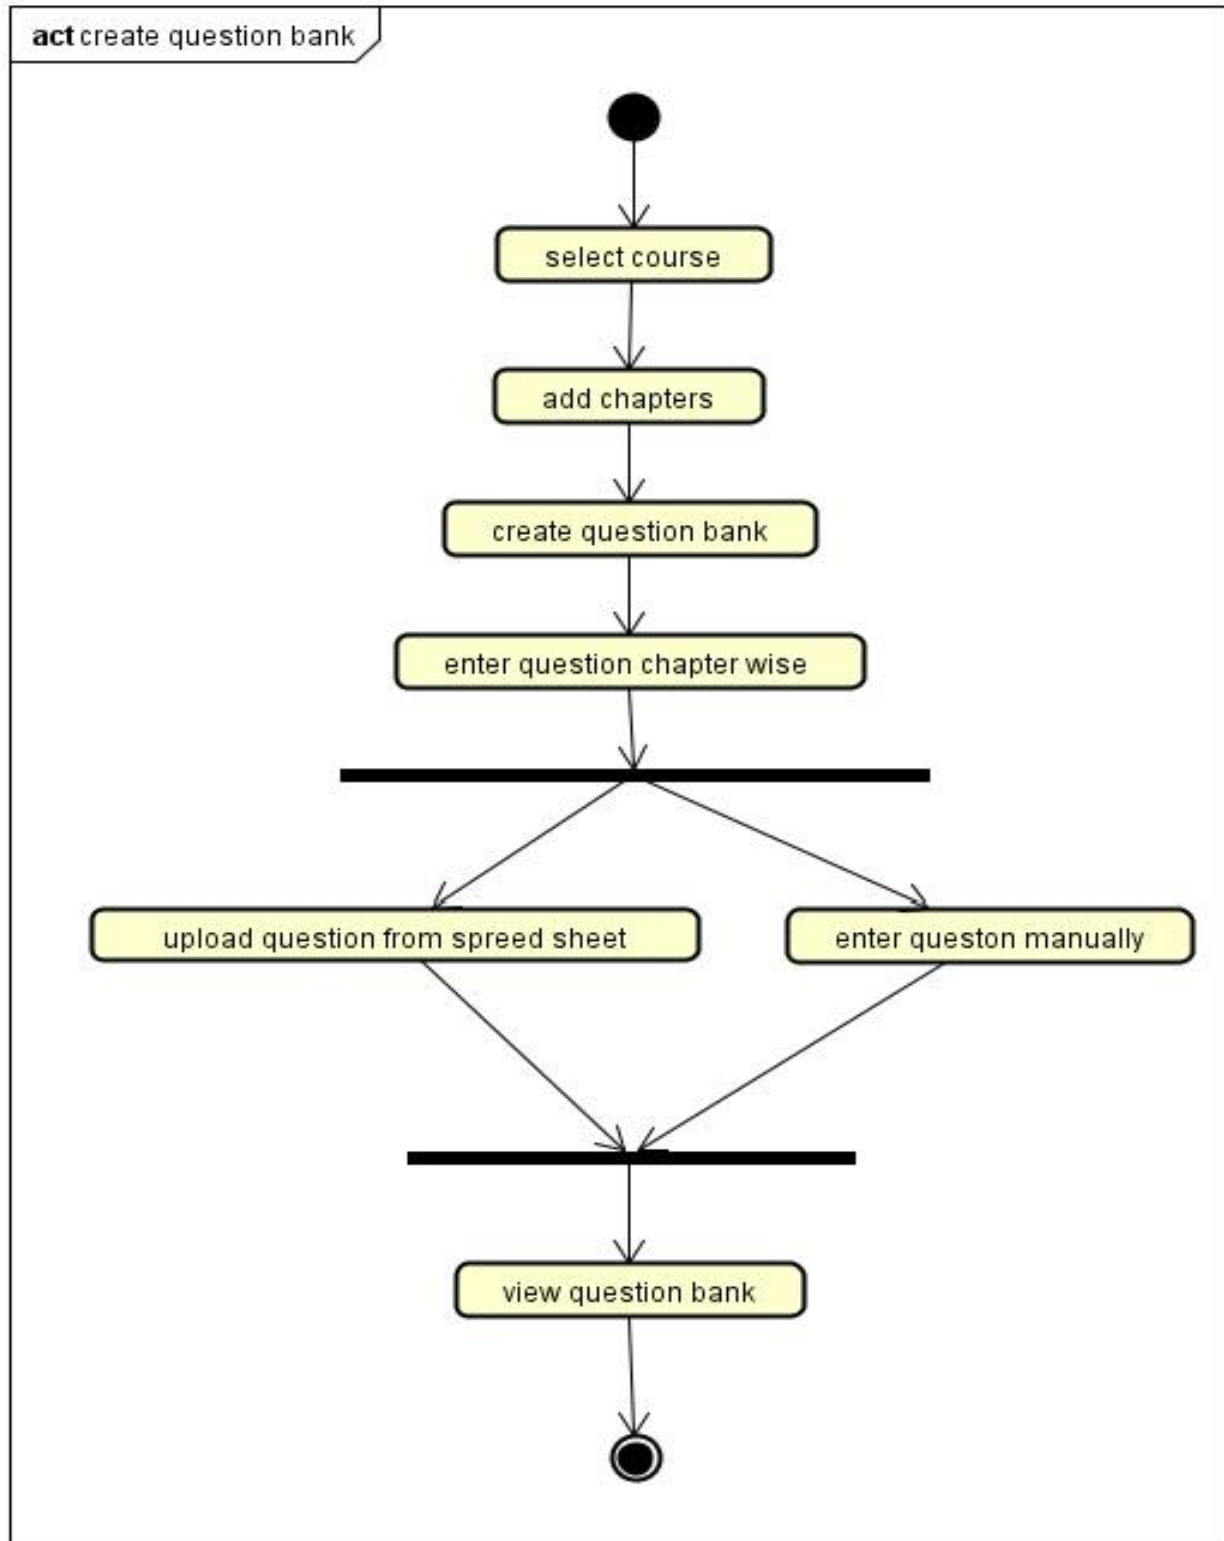 act create question bank
select course
add chapters
create question bank
enter question chapter wise
upload question from spreed sheet
enter queston manually
view question bank